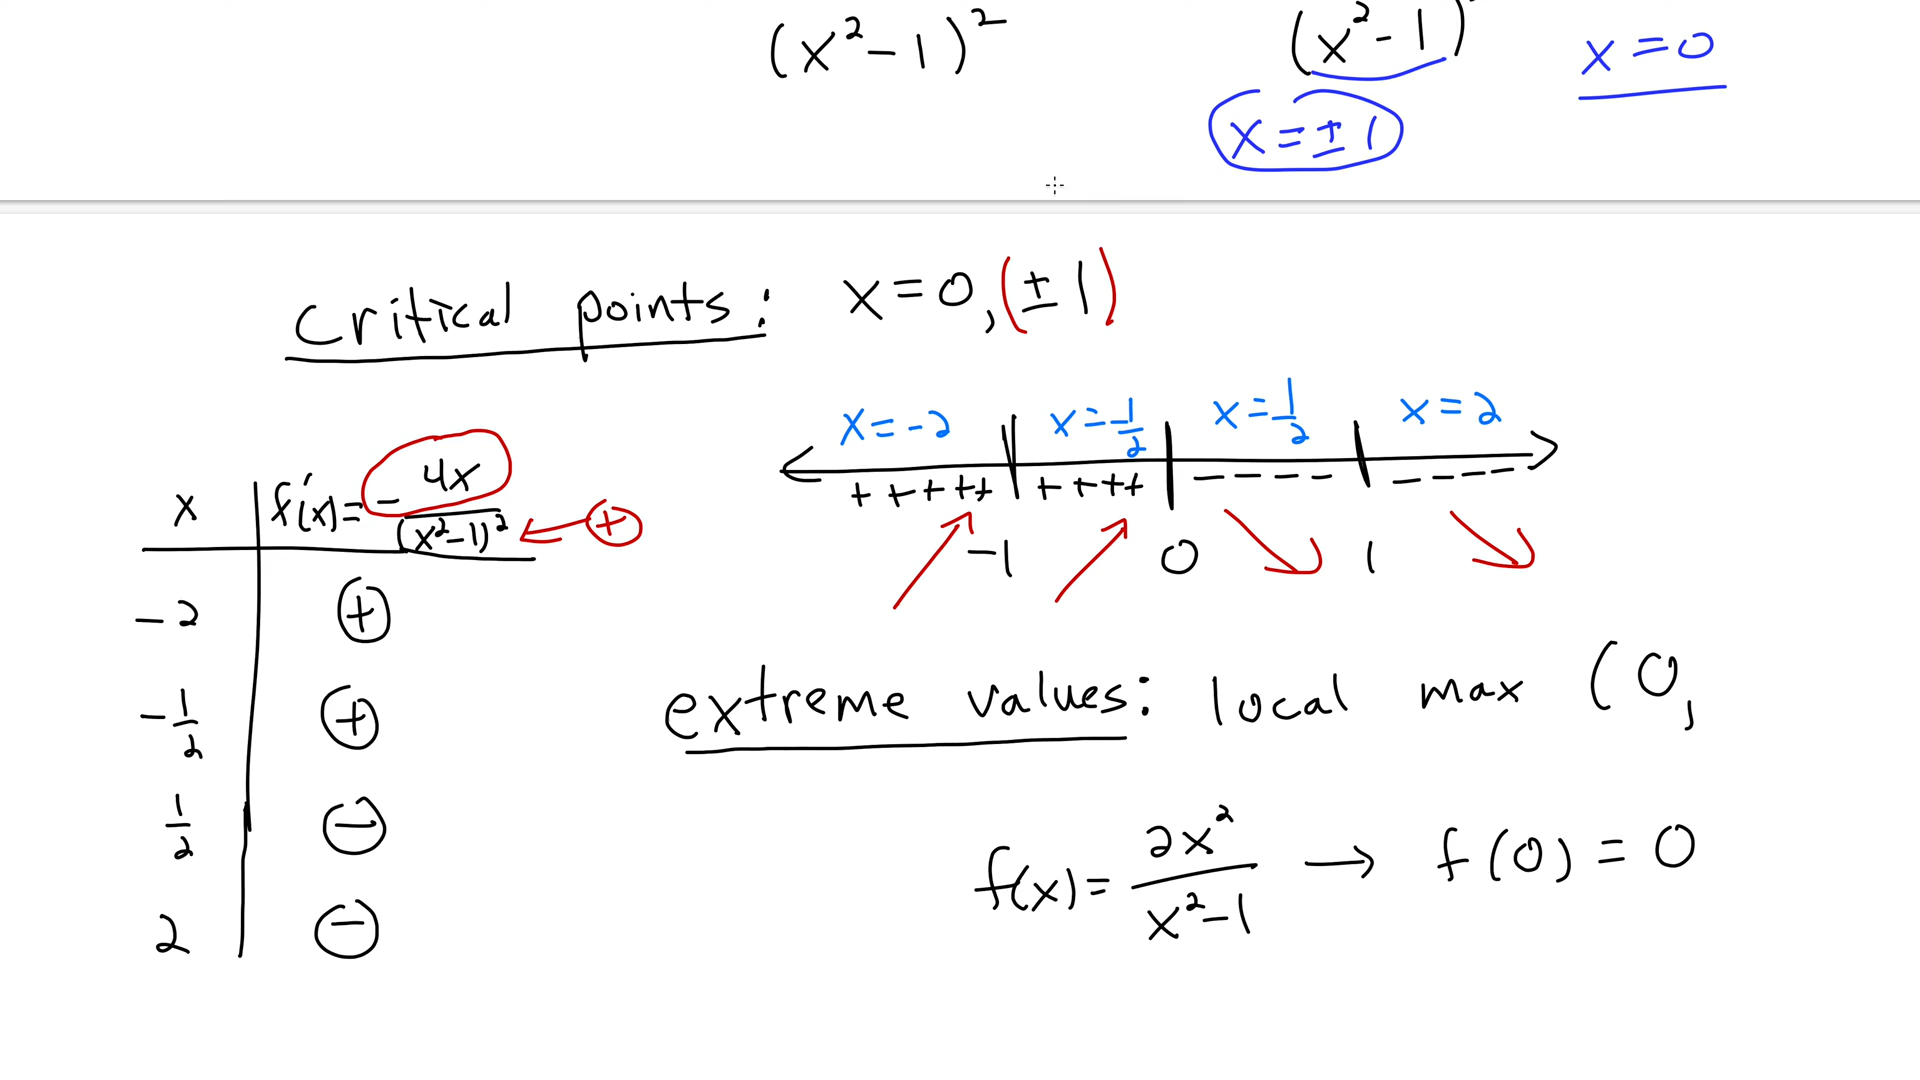 (x² - 1)² (x² - 1) x = 0
x = ± 1
Critical points: x = 0, (± 1)
x = -2 x = -1/2 x = 1/2 x = 2
+ + + + + + + + + - - - - - - - - - -
-1 0 1
x f'(x) = - 4x/(x² - 1)² ← +
-2 +
-1/2 +
1/2 -
2 -
extreme values: local max (0,
f(x) = 2x²/(x² - 1) → f(0) = 0